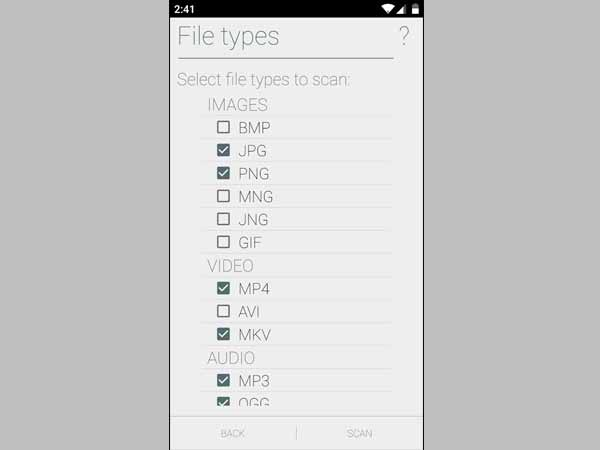 2:41
File types ?
Select file types to scan:
IMAGES
BMP
JPG
PNG
MNG
JNG
GIF
VIDEO
MP4
AVI
MKV
AUDIO
MP3
OGG
BACK SCAN